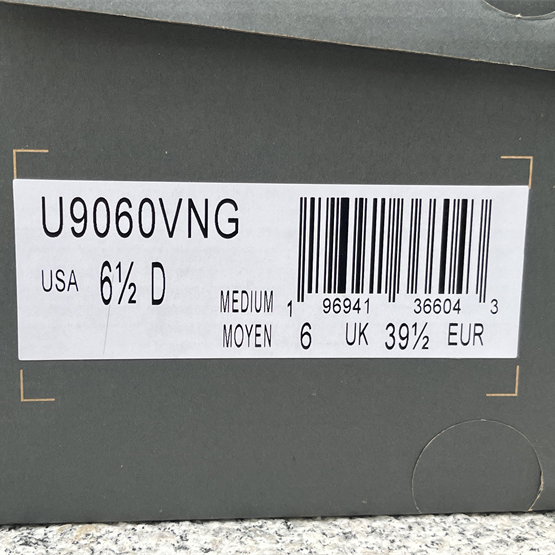 U9060VNG
USA 6½ D
1 96941 36604 3
MEDIUM
MOYEN 6 UK 39½ EUR